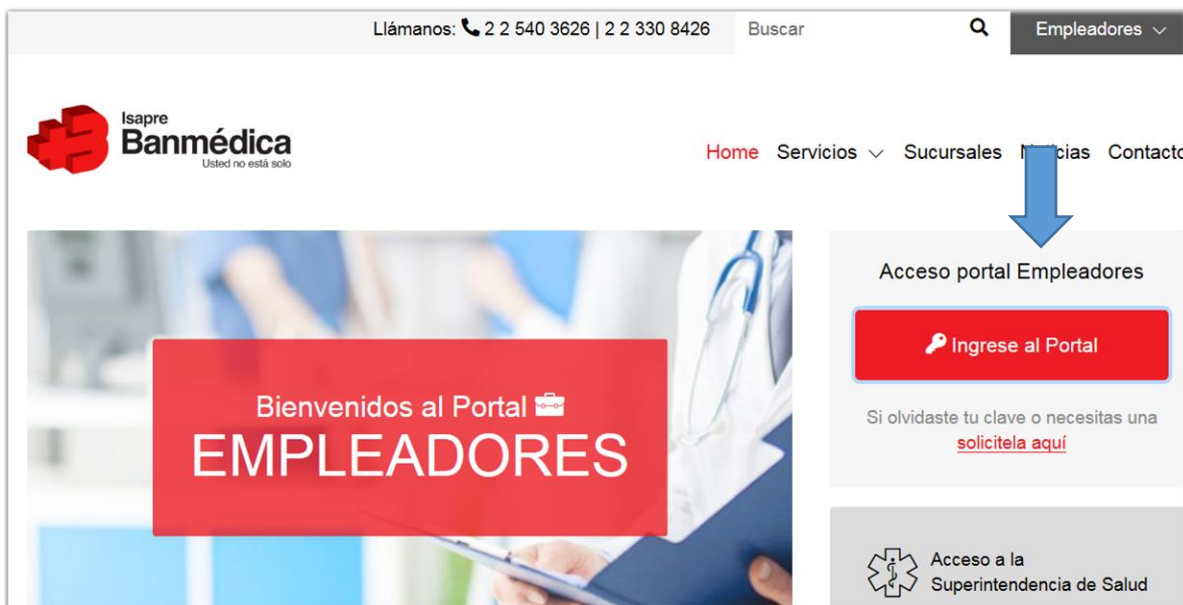 Llámanos: 2 2 540 3626 | 2 2 330 8426
Buscar
Empleadores
Isapre
Banmédica
Usted no está solo
Home Servicios Sucursales Contacto
Acceso portal Empleadores
Ingrese al Portal
Si olvidaste tu clave o necesitas una
solicitela aquí
Bienvenidos al Portal
EMPLEADORES
Acceso a la
Superintendencia de Salud